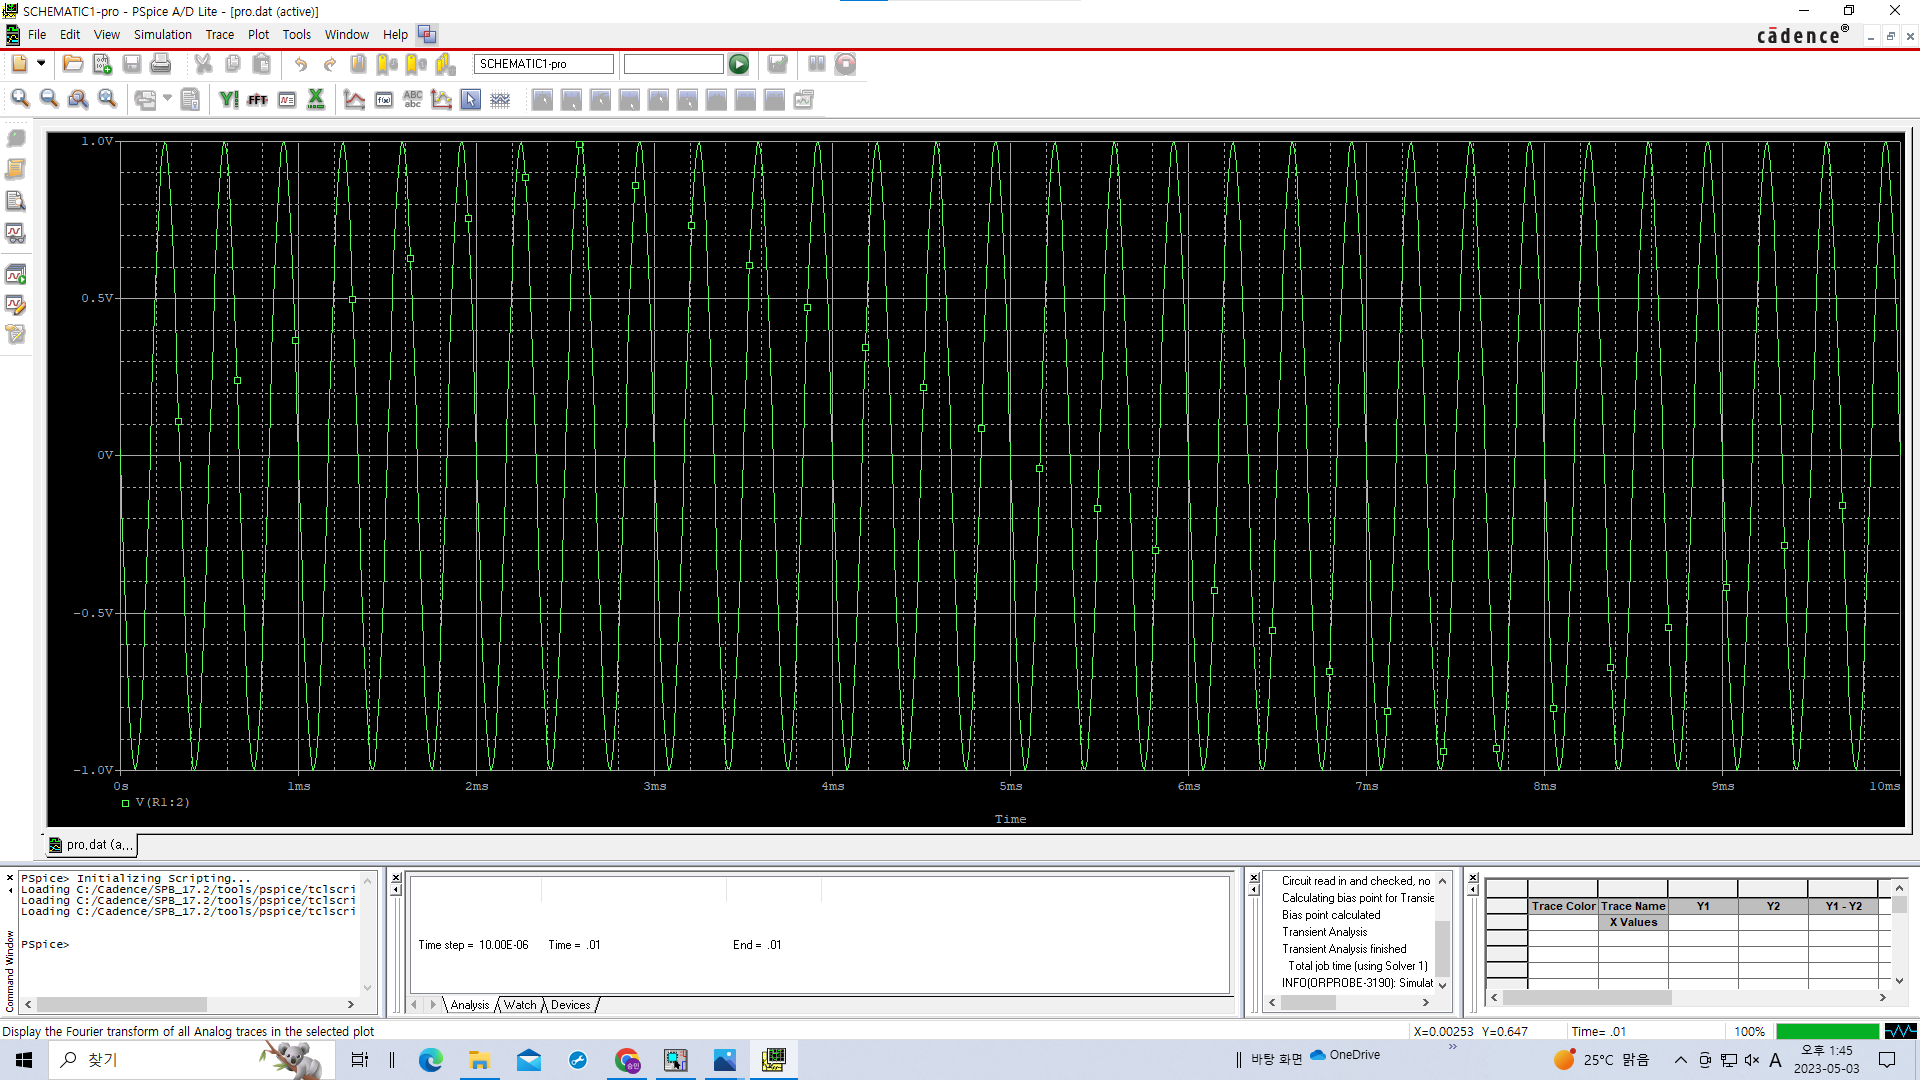 SCHEMATIC1-pro - PSpice A/D Lite - [pro.dat (active)]
File Edit View Simulation Trace Plot Tools Window Help
cādence®
SCHEMATIC1-pro
FFT
ABC
abc
1.0V
0.5V
0V
-0.5V
-1.0V
0s 1ms 2ms 3ms 4ms 5ms 6ms 7ms 8ms 9ms 10ms
V(R1:2)
Time
pro.dat (a...
Command Window
PSpice> Initializing Scripting...
Loading C:/Cadence/SPB_17.2/tools/pspice/tclscri
Loading C:/Cadence/SPB_17.2/tools/pspice/tclscri
Loading C:/Cadence/SPB_17.2/tools/pspice/tclscri
PSpice>
Time step = 10.00E-06 Time = .01 End = .01
Analysis Watch Devices
Circuit read in and checked, no
Calculating bias point for Transie
Bias point calculated
Transient Analysis
Transient Analysis finished
Total job time (using Solver 1)
INFO(ORPROBE-3190): Simulat
Trace Color Trace Name Y1 Y2 Y1 - Y2
X Values
Display the Fourier transform of all Analog traces in the selected plot
X=0.00253 Y=0.647 Time= .01 100%
찾기
바탕 화면
OneDrive
25°C 맑음
A
오후 1:45
2023-05-03